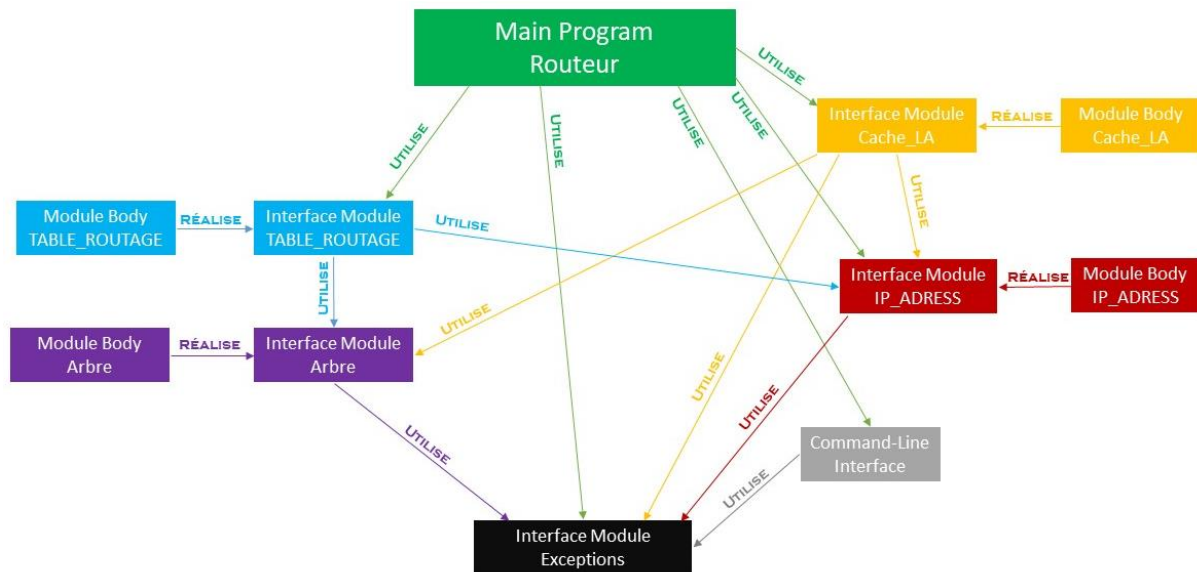 Main Program
Routeur
Utilise
Utilise
Utilise
Utilise
Utilise
Interface Module
Cache_LA
Réalise
Module Body
Cache_LA
Module Body
TABLE_ROUTAGE
Réalise
Interface Module
TABLE_ROUTAGE
Utilise
Utilise
Utilise
Interface Module
IP_ADRESS
Réalise
Module Body
IP_ADRESS
Module Body
Arbre
Réalise
Interface Module
Arbre
Utilise
Utilise
Utilise
Utilise
Command-Line
Interface
Utilise
Interface Module
Exceptions